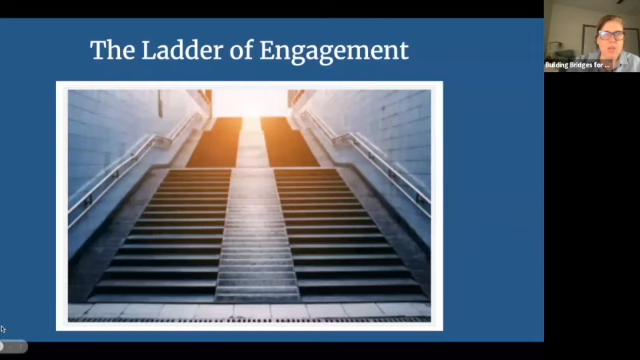 The Ladder of Engagement
Building Bridges for ...